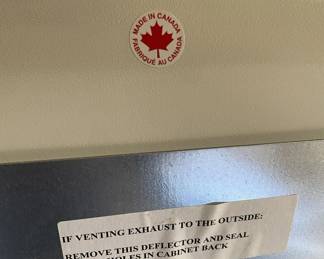 MADE IN CANADA
FABRIQUÉ AU CANADA
IF VENTING EXHAUST TO THE OUTSIDE:
REMOVE THIS DEFLECTOR AND SEAL
HOLES IN CABINET BACK